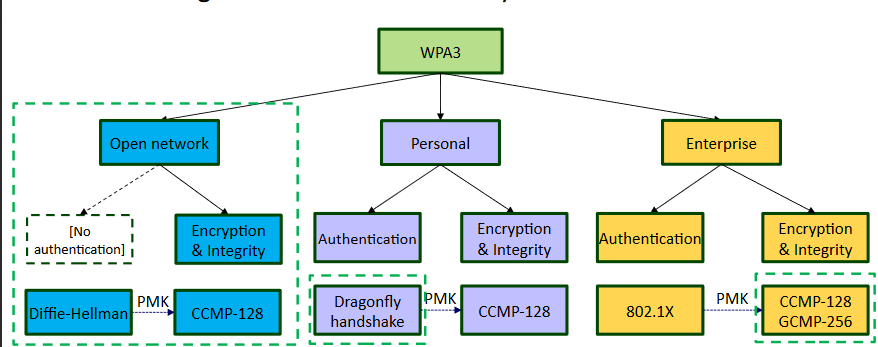 WPA3
Open network
Personal
Enterprise
[No
authentication]
Encryption
& Integrity
Authentication
Encryption
& Integrity
Authentication
Encryption
& Integrity
Diffie-Hellman
PMK
CCMP-128
Dragonfly
handshake
PMK
CCMP-128
802.1X
PMK
CCMP-128
GCMP-256